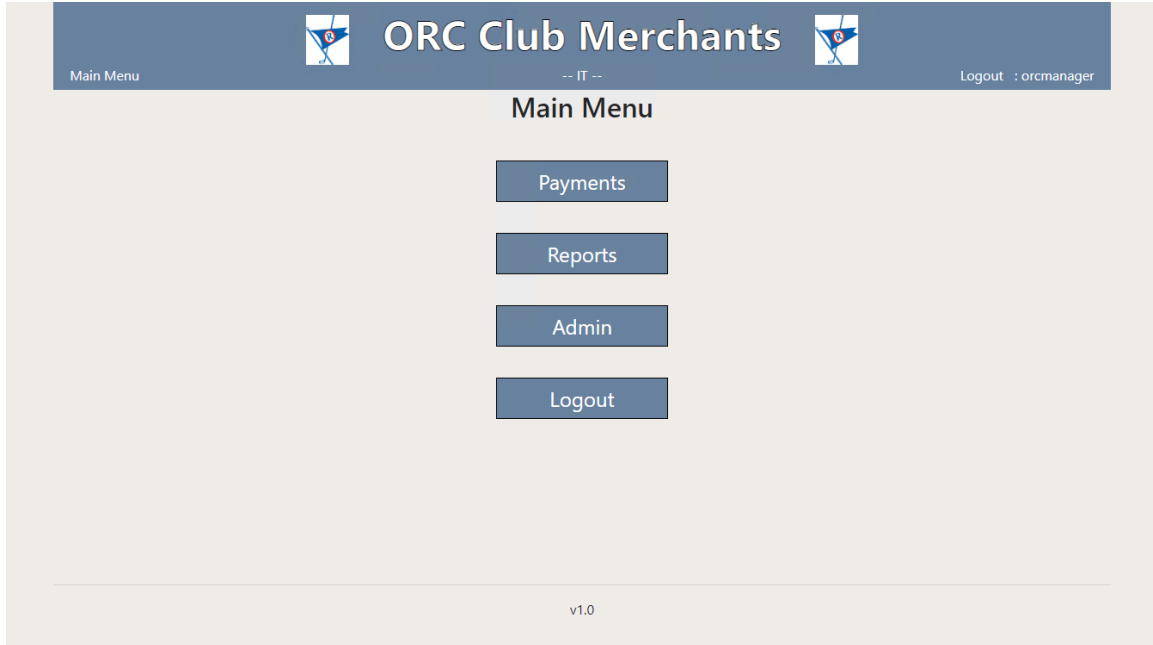 ORC Club Merchants
Main Menu -- IT -- Logout : orcmanager
Main Menu
Payments
Reports
Admin
Logout
v1.0